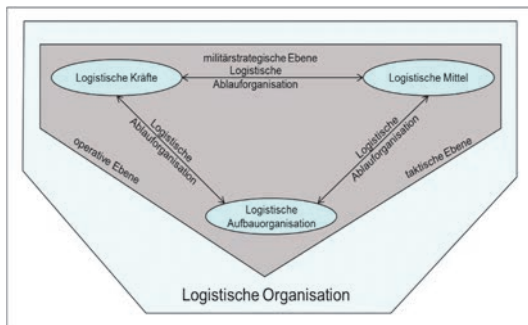 militärstrategische Ebene
Logistische Kräfte
Logistische
Ablauforganisation
Logistische Mittel
Logistische
Ablauforganisation
Logistische
Ablauforganisation
operative Ebene
taktische Ebene
Logistische
Aufbauorganisation
Logistische Organisation